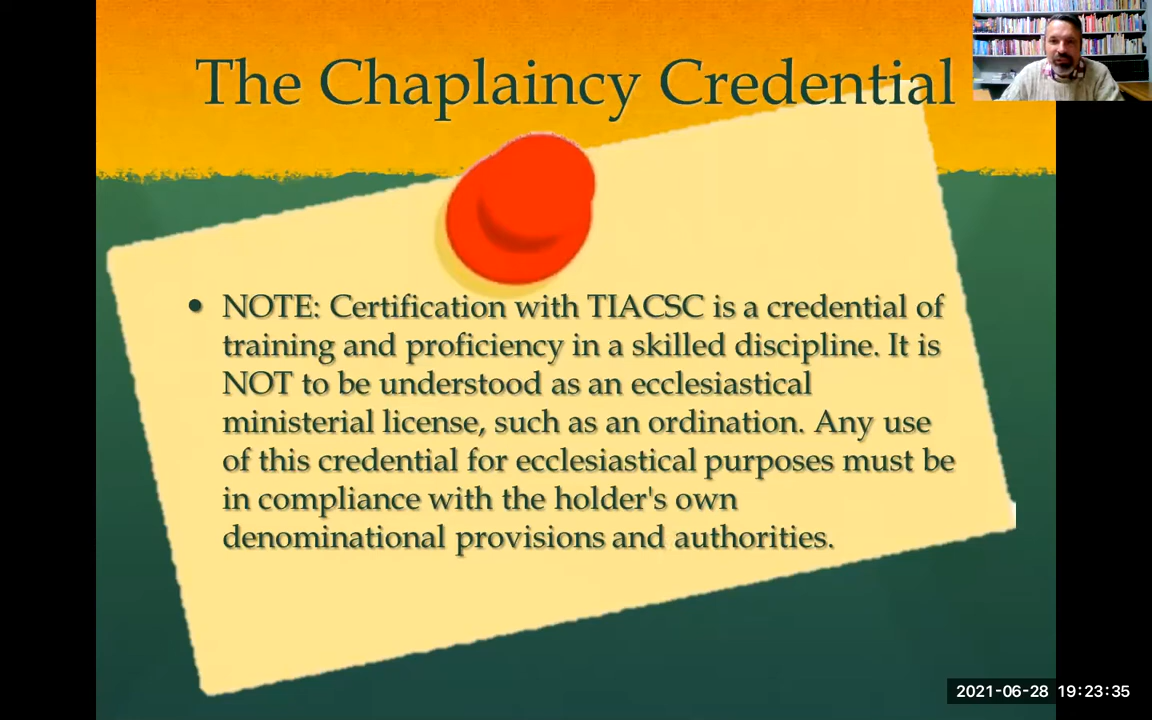 The Chaplaincy Credential
• NOTE: Certification with TIACSC is a credential of
training and proficiency in a skilled discipline. It is
NOT to be understood as an ecclesiastical
ministerial license, such as an ordination. Any use
of this credential for ecclesiastical purposes must be
in compliance with the holder's own
denominational provisions and authorities.
2021-06-28 19:23:35